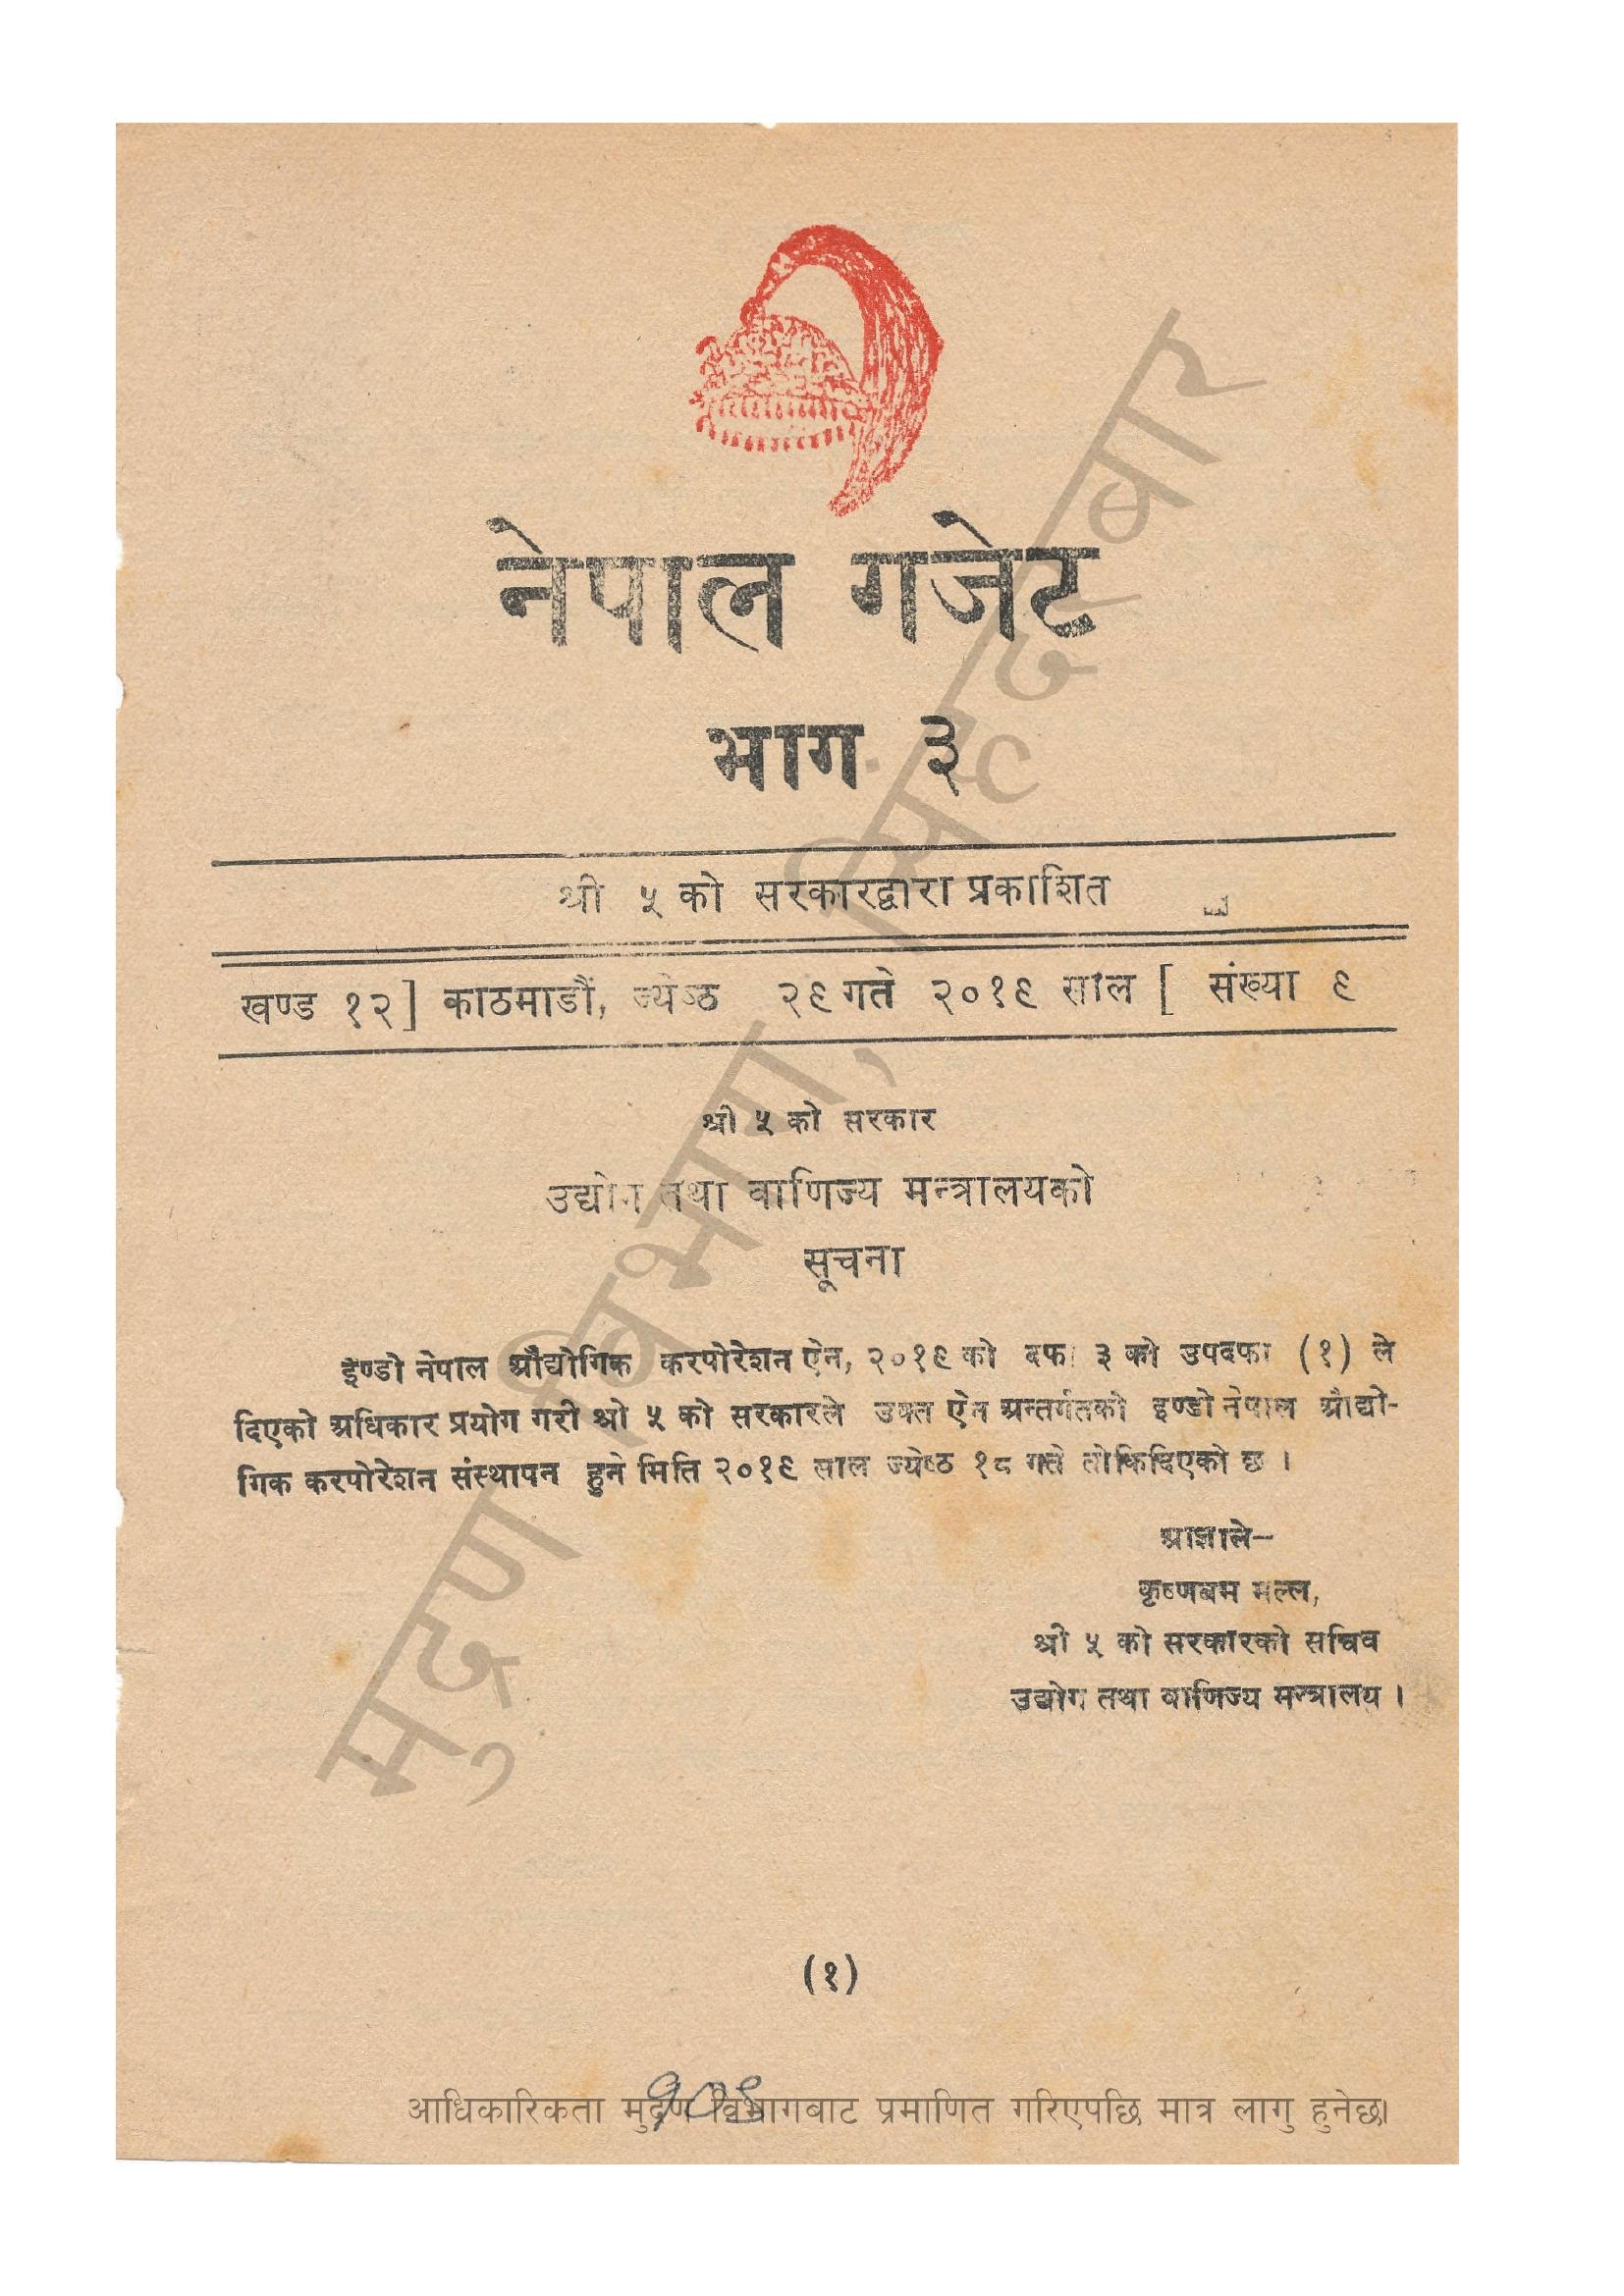 नेपाल गजेट
भाग ३
श्री ५ को सरकारद्वारा प्रकाशित
खण्ड १२] काठमाडौं, ज्येष्ठ २९ गते २०१९ साल [ संख्या ९
श्री ५ को सरकार
उद्योग तथा वाणिज्य मन्त्रालयको
सूचना
इण्डो नेपाल औद्योगिक करपोरेशन ऐन, २०१९ को दफा ३ को उपदफा (१) ले
दिएको अधिकार प्रयोग गरी श्री ५ को सरकारले उक्त ऐन अन्तर्गतको इण्डो नेपाल औद्यो-
गिक करपोरेशन संस्थापन हुने मिति २०१९ साल ज्येष्ठ १८ गते तोकिदिएको छ ।
आज्ञाले–
कृष्णबम मल्ल,
श्री ५ को सरकारको सचिव
उद्योग तथा वाणिज्य मन्त्रालय ।
(१)
मुद्रण विभाग, सिंहदरबार
आधिकारिकता मुद्रण विभागबाट प्रमाणित गरिएपछि मात्र लागु हुनेछ।